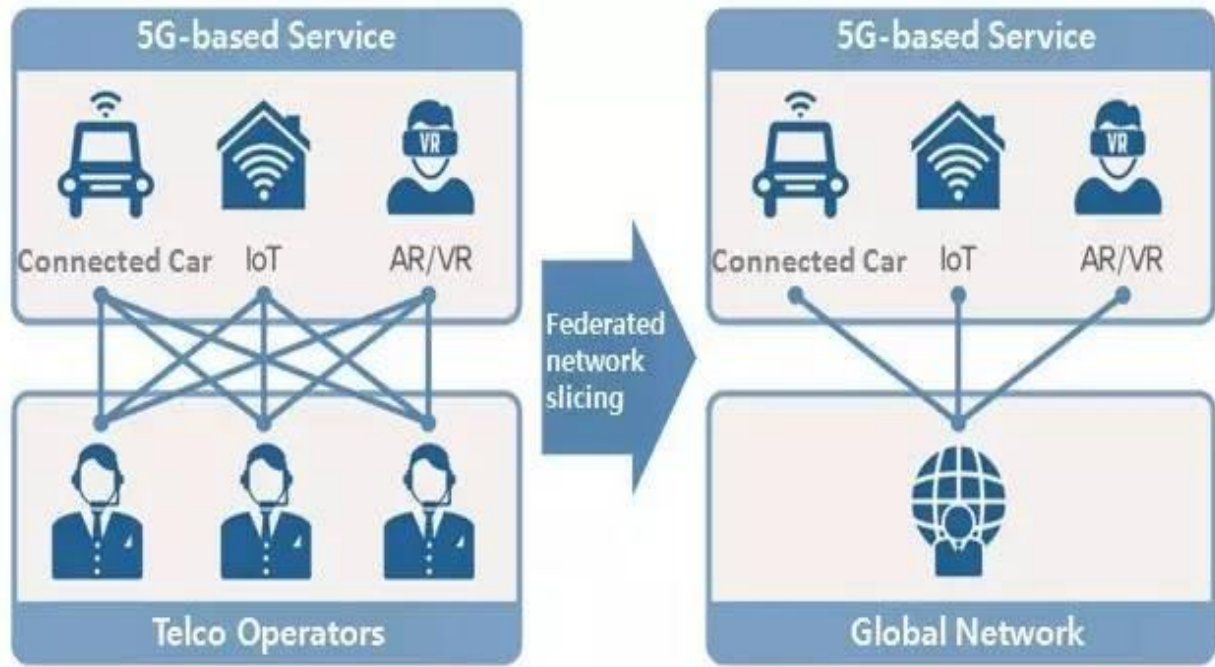 5G-based Service
VR
Connected Car IoT AR/VR
Telco Operators
Federated
network
slicing
5G-based Service
VR
Connected Car IoT AR/VR
Global Network